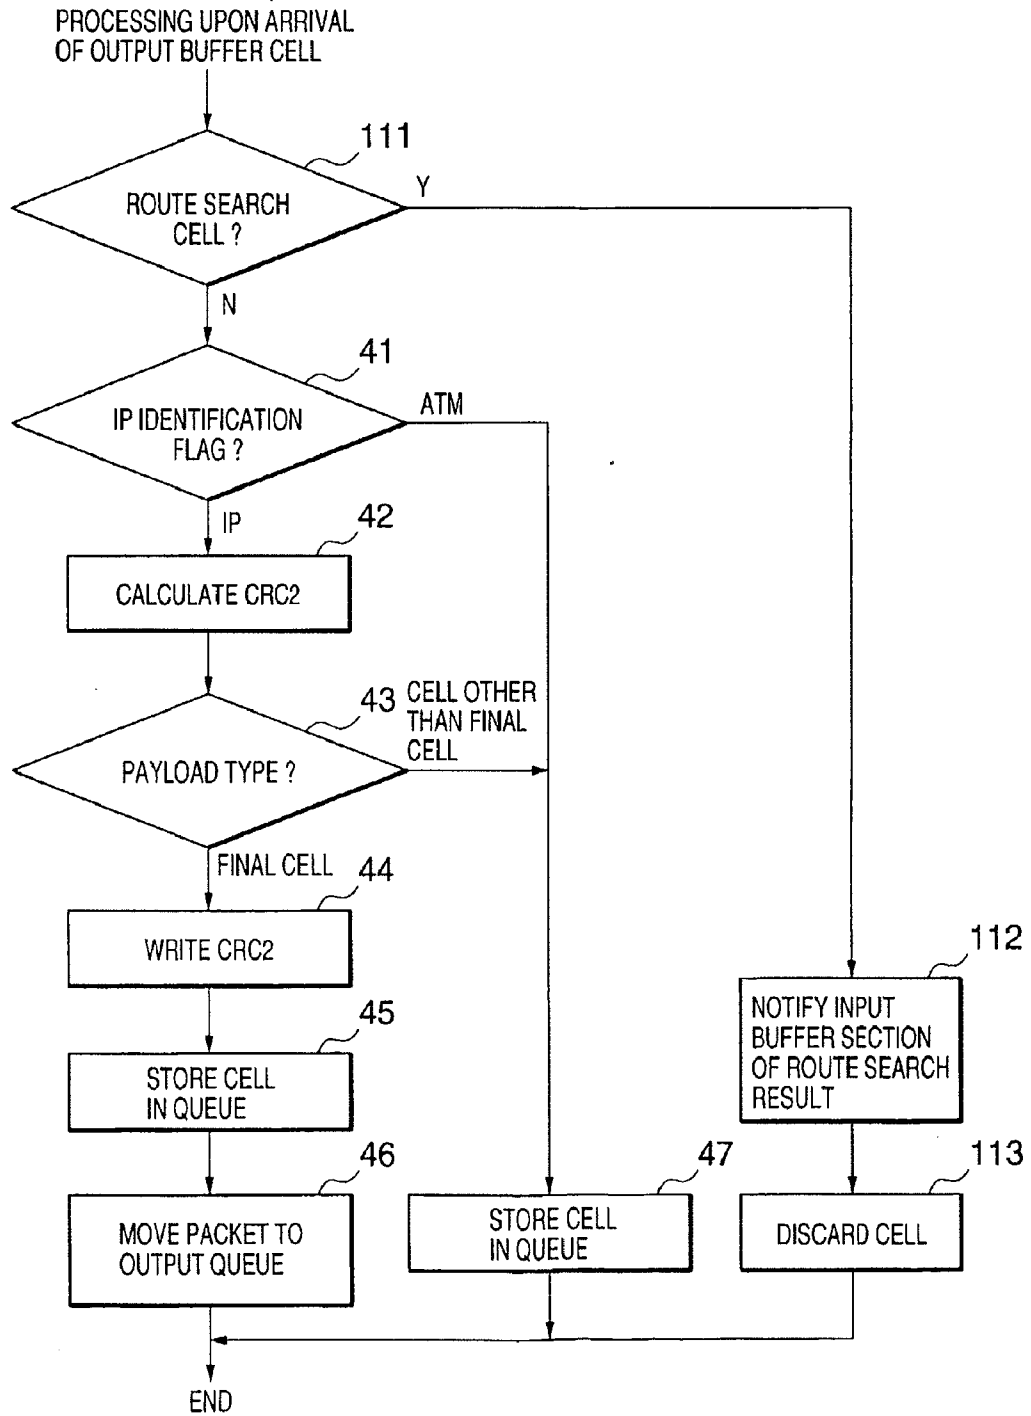 PROCESSING UPON ARRIVAL
OF OUTPUT BUFFER CELL
111
ROUTE SEARCH
CELL ?
Y
N
41
IP IDENTIFICATION
FLAG ?
ATM
IP
42
CALCULATE CRC2
43
PAYLOAD TYPE ?
CELL OTHER
THAN FINAL
CELL
FINAL CELL
44
WRITE CRC2
45
STORE CELL
IN QUEUE
46
MOVE PACKET TO
OUTPUT QUEUE
47
STORE CELL
IN QUEUE
112
NOTIFY INPUT
BUFFER SECTION
OF ROUTE SEARCH
RESULT
113
DISCARD CELL
END